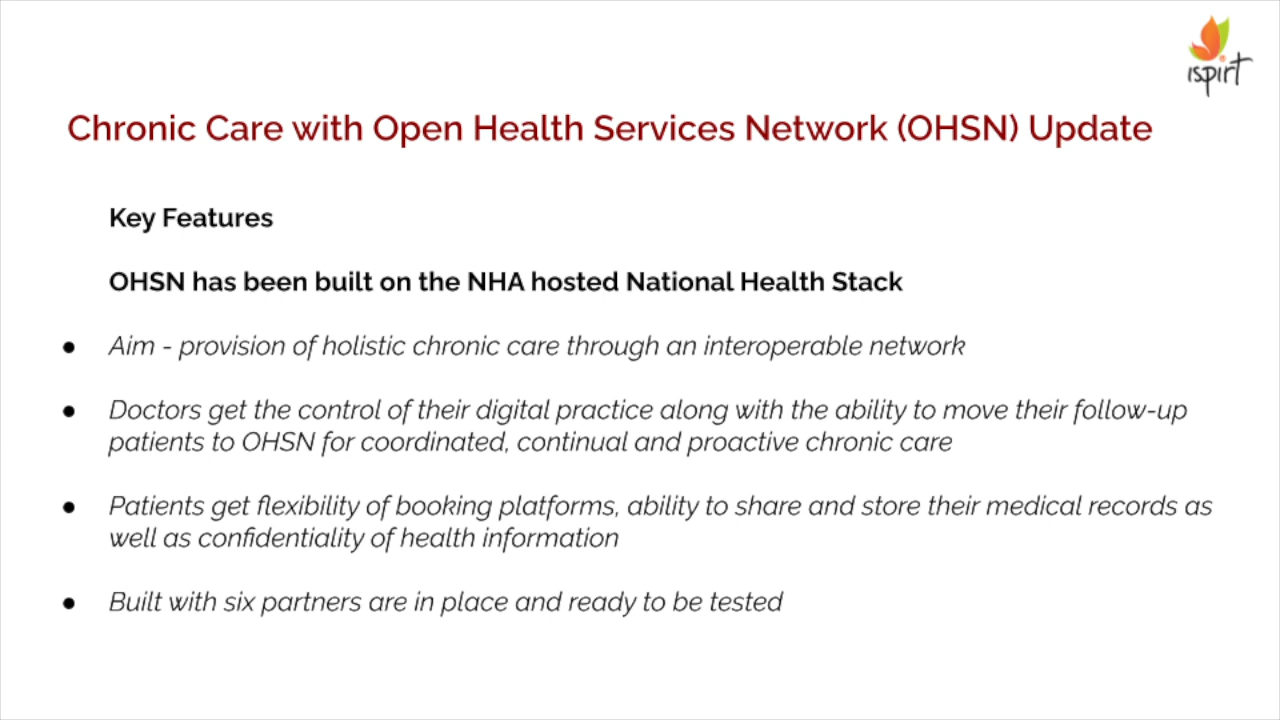 ıspırt
Chronic Care with Open Health Services Network (OHSN) Update
Key Features
OHSN has been built on the NHA hosted National Health Stack
● Aim - provision of holistic chronic care through an interoperable network
● Doctors get the control of their digital practice along with the ability to move their follow-up
patients to OHSN for coordinated, continual and proactive chronic care
● Patients get flexibility of booking platforms, ability to share and store their medical records as
well as confidentiality of health information
● Built with six partners are in place and ready to be tested